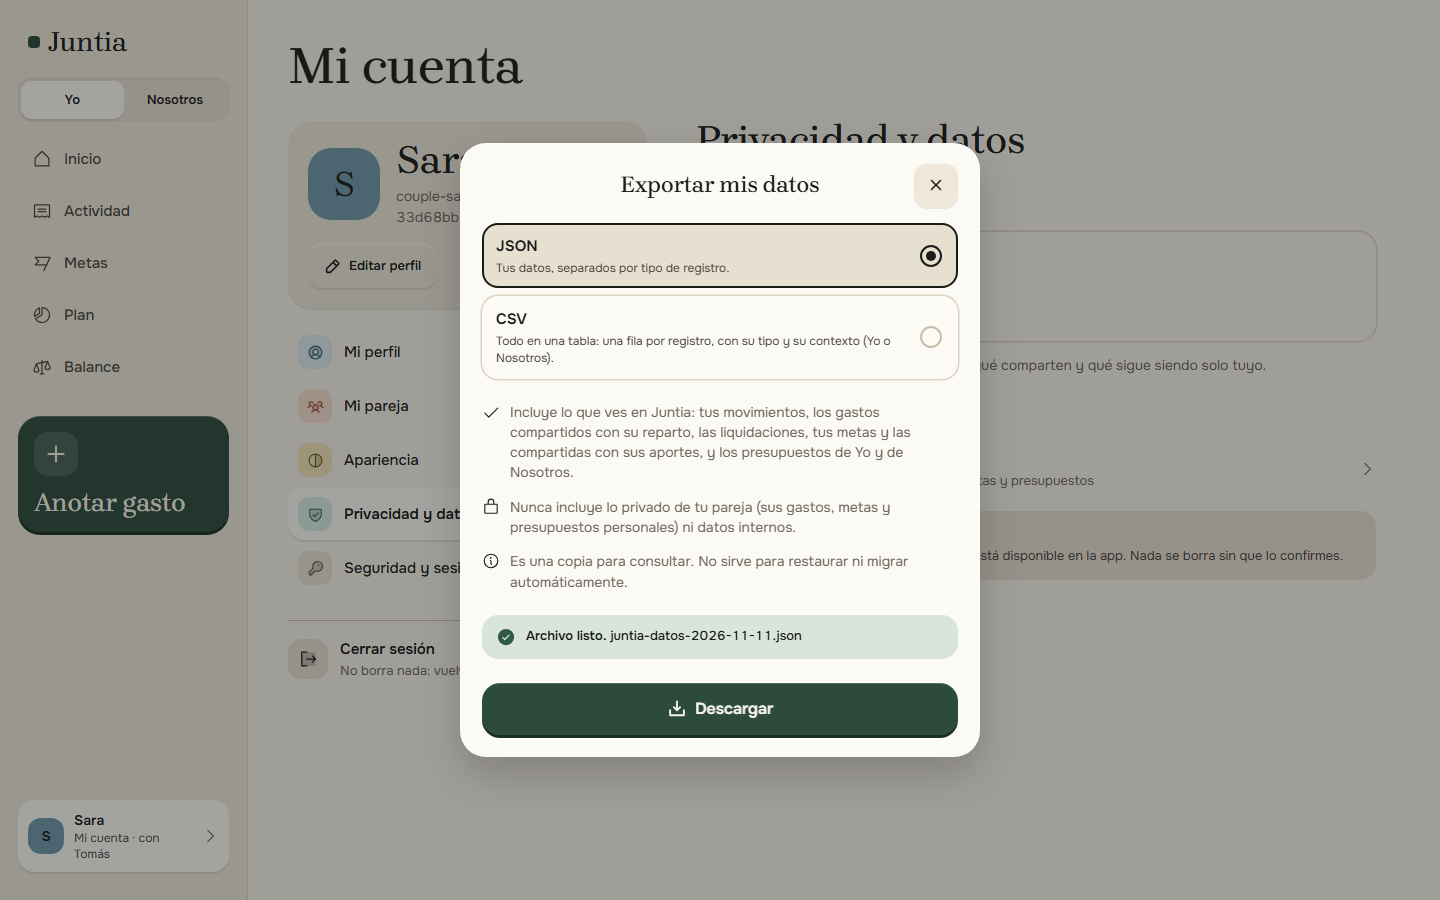 Juntia
Yo
Nosotros
Inicio
Actividad
Metas
Plan
Balance
Anotar gasto
Sara
Mi cuenta · con
Tomás
S
Mi cuenta
S
couple-sa
33d68bb
Editar perfil
Mi perfil
Mi pareja
Apariencia
Privacidad y dat
Seguridad y sesi
Cerrar sesión
No borra nada: vuel
Privacidad y datos
qué comparten y qué sigue siendo solo tuyo.
tas y presupuestos
stá disponible en la app. Nada se borra sin que lo confirmes.
Exportar mis datos
JSON
Tus datos, separados por tipo de registro.
CSV
Todo en una tabla: una fila por registro, con su tipo y su contexto (Yo o
Nosotros).
Incluye lo que ves en Juntia: tus movimientos, los gastos
compartidos con su reparto, las liquidaciones, tus metas y las
compartidas con sus aportes, y los presupuestos de Yo y de
Nosotros.
Nunca incluye lo privado de tu pareja (sus gastos, metas y
presupuestos personales) ni datos internos.
Es una copia para consultar. No sirve para restaurar ni migrar
automáticamente.
Archivo listo. juntia-datos-2026-11-11.json
Descargar